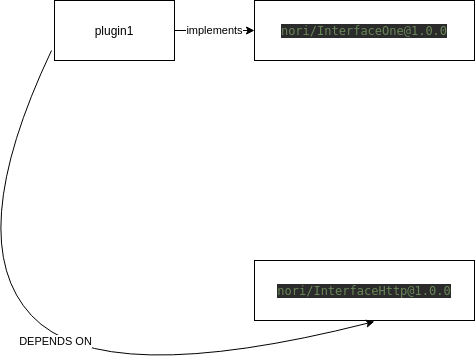 plugin1
implements
nori/InterfaceOne@1.0.0
nori/InterfaceHttp@1.0.0
DEPENDS ON